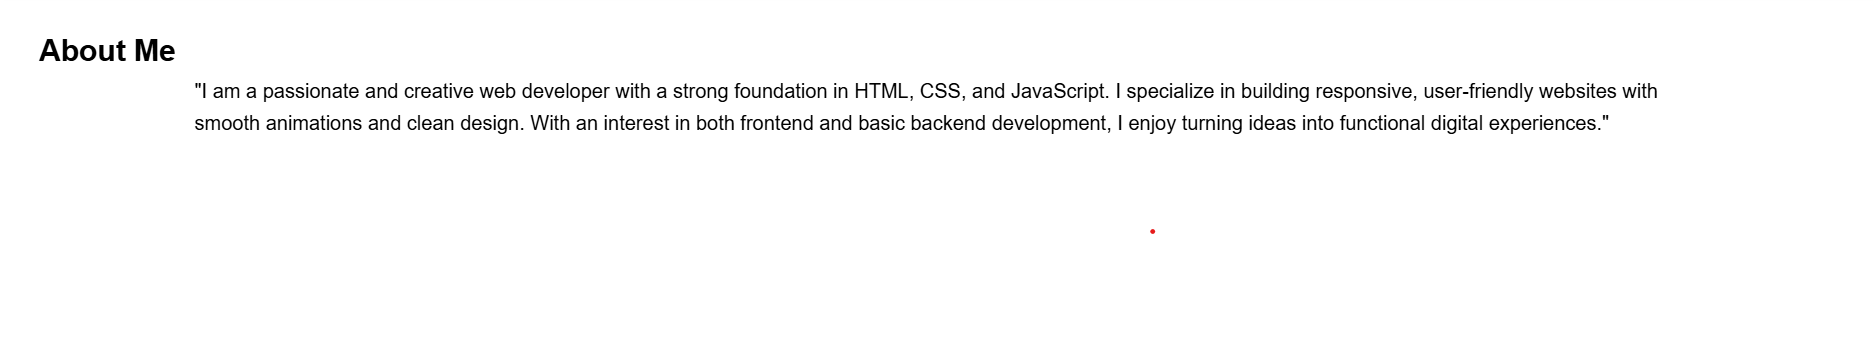 About Me
"I am a passionate and creative web developer with a strong foundation in HTML, CSS, and JavaScript. I specialize in building responsive, user-friendly websites with
smooth animations and clean design. With an interest in both frontend and basic backend development, I enjoy turning ideas into functional digital experiences."